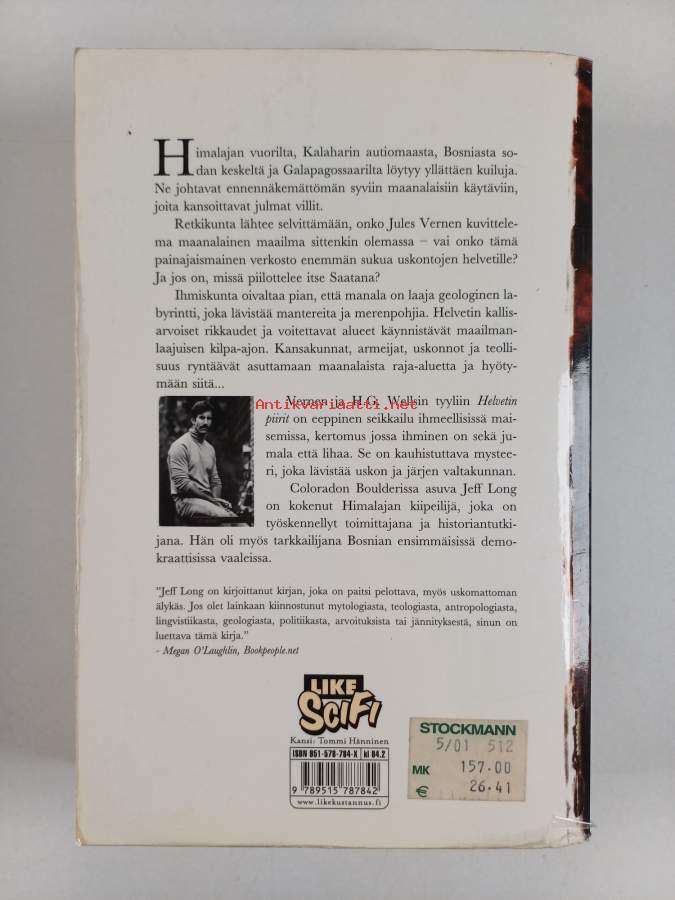 Himalajan vuorilta, Kalaharin autiomaasta, Bosniasta so-
dan keskeltä ja Galapagossaarilta löytyy yllättäen kuiluja.
Ne johtavat ennennäkemättömän syviin maanalaisiin käytäviin,
joita kansoittavat julmat villit.
Retkikunta lähtee selvittämään, onko Jules Vernen kuvittele-
ma maanalainen maailma sittenkin olemassa – vai onko tämä
painajaismainen verkosto enemmän sukua uskontojen helvetille?
Ja jos on, missä piilottelee itse Saatana?
Ihmiskunta oivaltaa pian, että manala on laaja geologinen la-
byrintti, joka lävistää mantereita ja merenpohjia. Helvetin kallis-
arvoiset rikkaudet ja voitettavat alueet käynnistävät maailman-
laajuisen kilpa-ajon. Kansakunnat, armeijat, uskonnot ja teolli-
suus ryntäävät asuttamaan maanalaista raja-aluetta ja hyöty-
mään siitä...
Antikvariaatti.net
Vernen ja H.G. Wellsin tyyliin Helvetin
piirit on eeppinen seikkailu ihmeellisissä mai-
semissa, kertomus jossa ihminen on sekä ju-
mala että lihaa. Se on kauhistuttava mystee-
ri, joka lävistää uskon ja järjen valtakunnan.
Coloradon Boulderissa asuva Jeff Long
on kokenut Himalajan kiipeilijä, joka on
työskennellyt toimittajana ja historiantutki-
jana. Hän oli myös tarkkailijana Bosnian ensimmäisissä demo-
kraattisissa vaaleissa.
"Jeff Long on kirjoittanut kirjan, joka on paitsi pelottava, myös uskomattoman
älykäs. Jos olet lainkaan kiinnostunut mytologiasta, teologiasta, antropologiasta,
lingvistiikasta, geologiasta, politiikasta, arvoituksista tai jännityksestä, sinun on
luettava tämä kirja."
- Megan O'Laughlin, Bookpeople.net
LIKE
SCIFI
Kansi: Tommi Hänninen
ISBN 951-578-784-X kl 84.2
9 789515 787842
www.likekustannus.fi
STOCKMANN
5/01 512
MK 157.00
€ 26.41